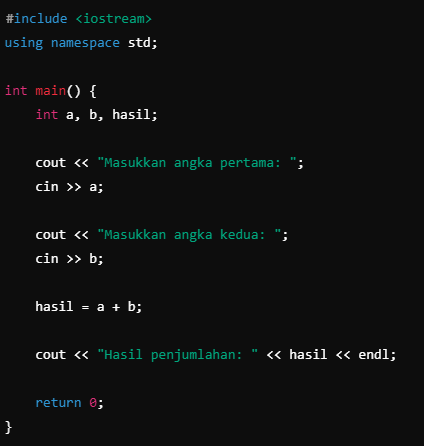 #include <iostream>
using namespace std;
int main() {
    int a, b, hasil;
    cout << "Masukkan angka pertama: ";
    cin >> a;
    cout << "Masukkan angka kedua: ";
    cin >> b;
    hasil = a + b;
    cout << "Hasil penjumlahan: " << hasil << endl;
    return 0;
}